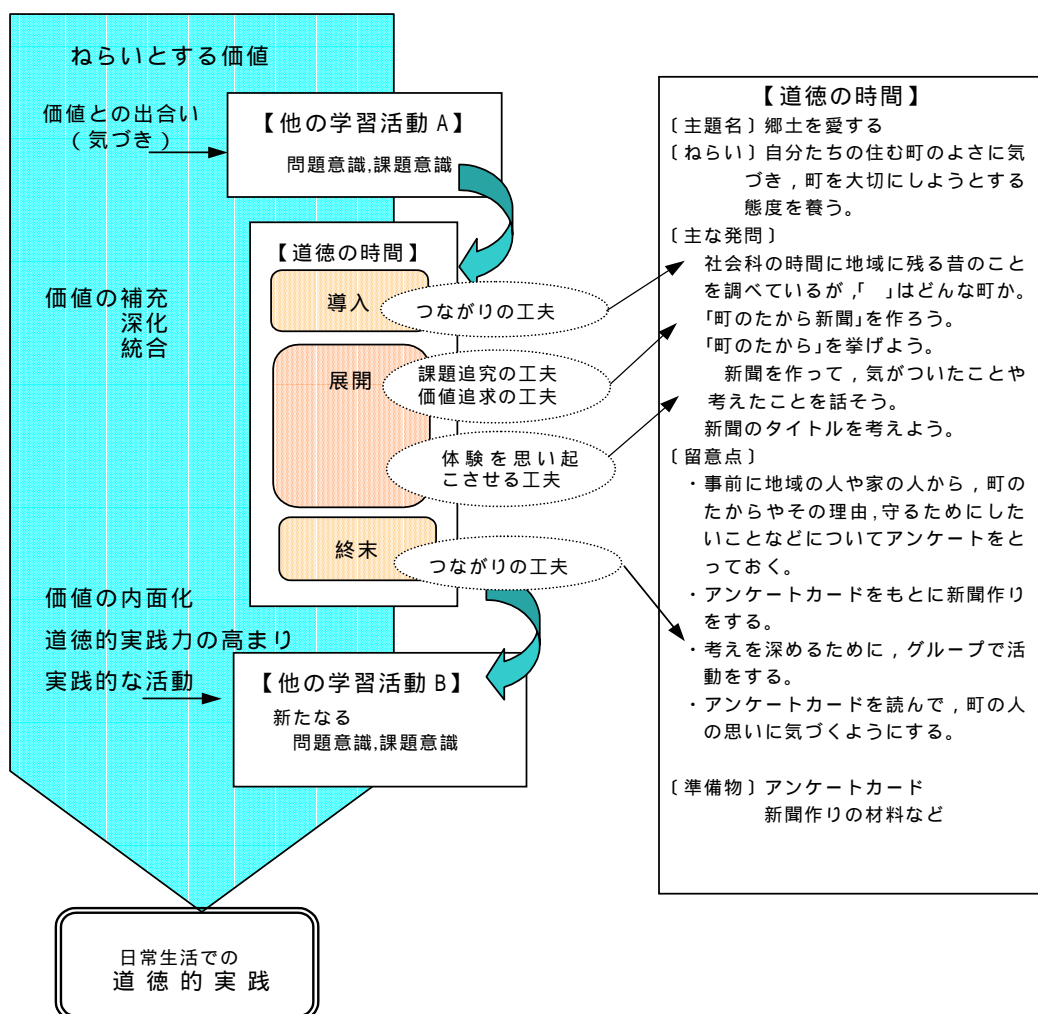 ねらいとする価値
価値との出合い
(気づき)
【他の学習活動A】
問題意識,課題意識
【道徳の時間】
導入
つながりの工夫
価値の補充
深化
統合
展開
課題追究の工夫
価値追求の工夫
体験を思い起
こさせる工夫
終末
つながりの工夫
価値の内面化
道徳的実践力の高まり
実践的な活動
【他の学習活動B】
新たなる
問題意識,課題意識
日常生活での
道徳的実践
【道徳の時間】
〔主題名〕郷土を愛する
〔ねらい〕自分たちの住む町のよさに気
づき,町を大切にしようとする
態度を養う。
〔主な発問〕
社会科の時間に地域に残る昔のこと
を調べているが,「　」はどんな町か。
「町のたから新聞」を作ろう。
「町のたから」を挙げよう。
新聞を作って,気がついたことや
考えたことを話そう。
新聞のタイトルを考えよう。
〔留意点〕
・事前に地域の人や家の人から,町の
たからやその理由,守るためにした
いことなどについてアンケートをと
っておく。
・アンケートカードをもとに新聞作り
をする。
・考えを深めるために,グループで活
動をする。
・アンケートカードを読んで,町の人
の思いに気づくようにする。
〔準備物〕アンケートカード
新聞作りの材料など